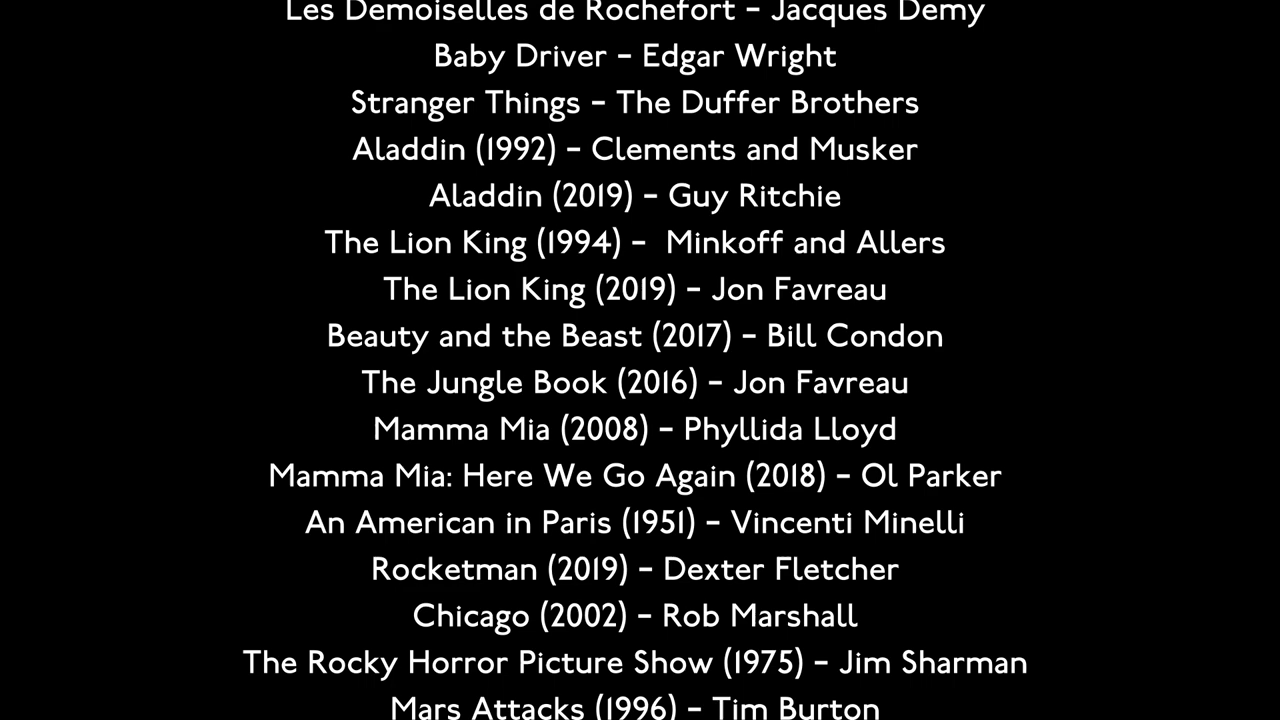 Les Demoiselles de Rochefort - Jacques Demy
Baby Driver - Edgar Wright
Stranger Things - The Duffer Brothers
Aladdin (1992) - Clements and Musker
Aladdin (2019) - Guy Ritchie
The Lion King (1994) -  Minkoff and Allers
The Lion King (2019) - Jon Favreau
Beauty and the Beast (2017) - Bill Condon
The Jungle Book (2016) - Jon Favreau
Mamma Mia (2008) - Phyllida Lloyd
Mamma Mia: Here We Go Again (2018) - Ol Parker
An American in Paris (1951) - Vincenti Minelli
Rocketman (2019) - Dexter Fletcher
Chicago (2002) - Rob Marshall
The Rocky Horror Picture Show (1975) - Jim Sharman
Mars Attacks (1996) - Tim Burton